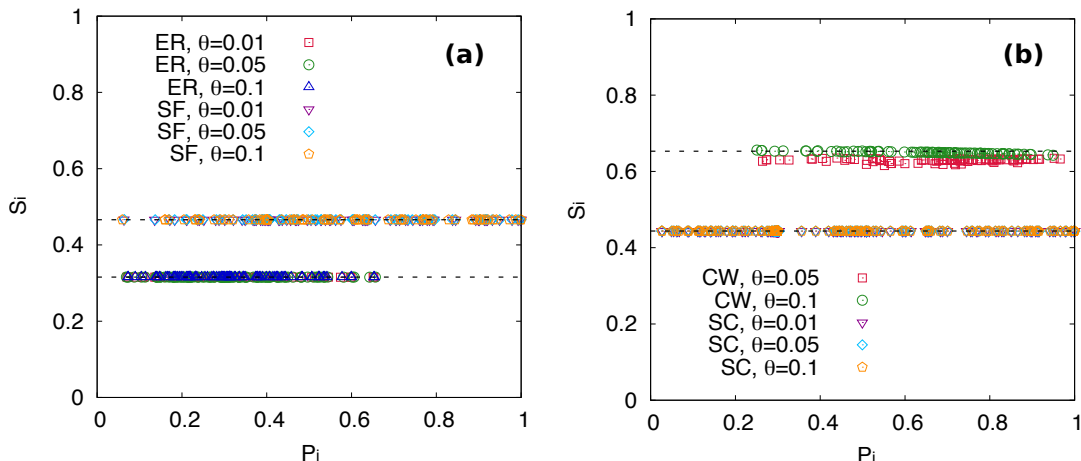 1
0.8
0.6
0.4
0.2
0
Si
ER, θ=0.01
ER, θ=0.05
ER, θ=0.1
SF, θ=0.01
SF, θ=0.05
SF, θ=0.1
(a)
0 0.2 0.4 0.6 0.8 1
Pi
1
0.8
0.6
0.4
0.2
0
Si
(b)
CW, θ=0.05
CW, θ=0.1
SC, θ=0.01
SC, θ=0.05
SC, θ=0.1
0 0.2 0.4 0.6 0.8 1
Pi